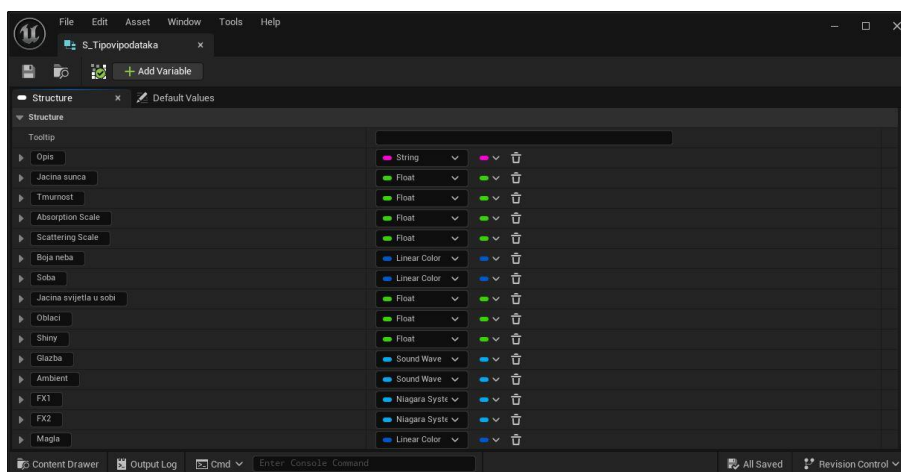 File Edit Asset Window Tools Help
S_Tipovipodataka
Add Variable
Structure Default Values
Structure
Tooltip
Opis String
Jacina sunca Float
Tmurnost Float
Absorption Scale Float
Scattering Scale Float
Boja neba Linear Color
Soba Linear Color
Jacina svijetla u sobi Float
Oblaci Float
Shiny Float
Glazba Sound Wave
Ambient Sound Wave
FX1 Niagara Syste
FX2 Niagara Syste
Magla Linear Color
Content Drawer Output Log Cmd Enter Console Command All Saved Revision Control